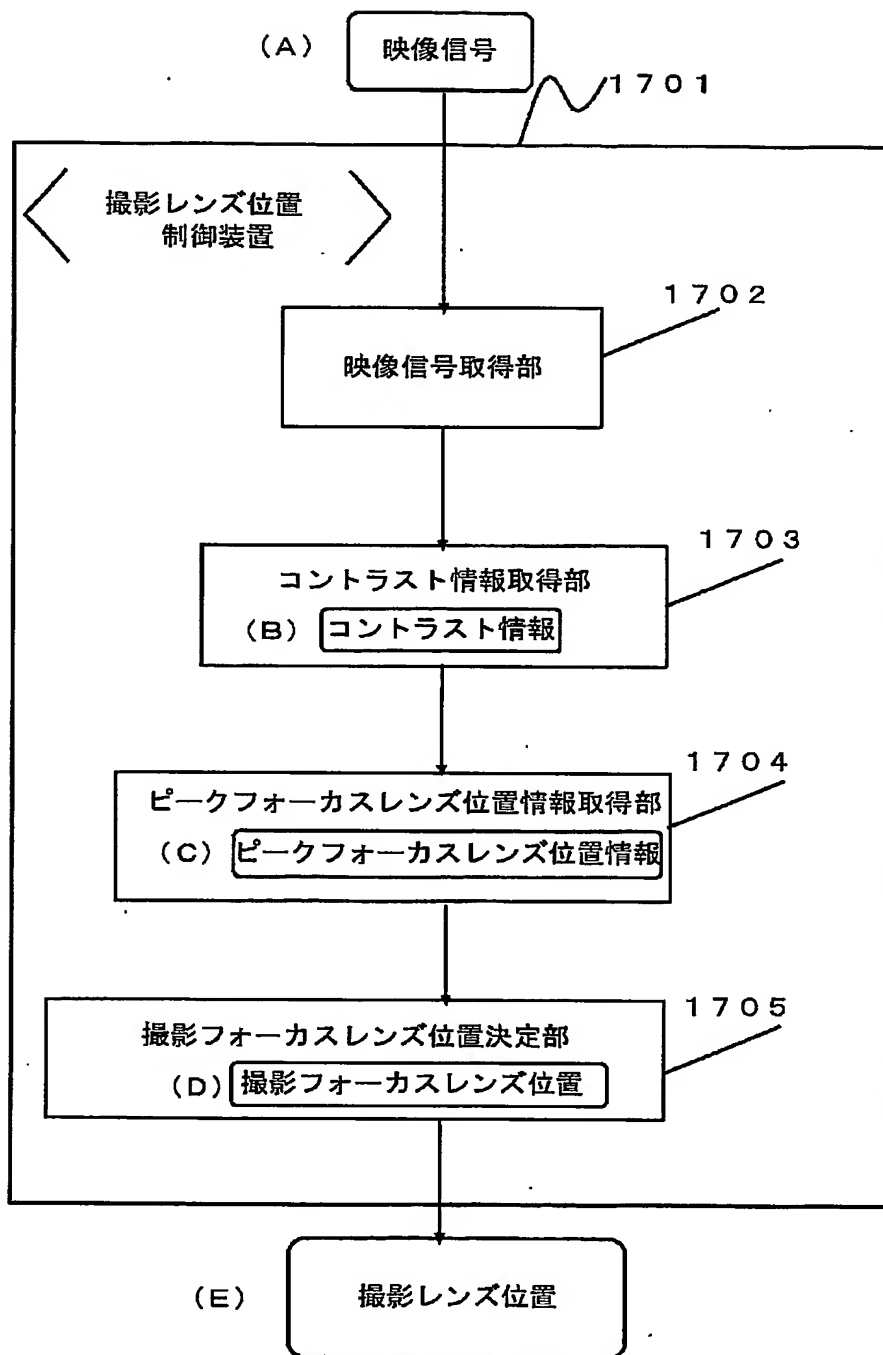 (A) 映像信号
1701
撮影レンズ位置
制御装置
1702
映像信号取得部
1703
コントラスト情報取得部
(B) コントラスト情報
1704
ピークフォーカスレンズ位置情報取得部
(C) ピークフォーカスレンズ位置情報
1705
撮影フォーカスレンズ位置決定部
(D) 撮影フォーカスレンズ位置
(E) 撮影レンズ位置